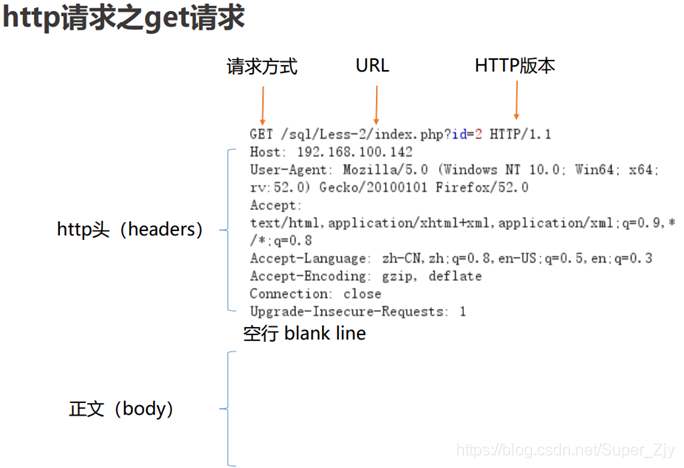 http请求之get请求
请求方式 URL HTTP版本
GET /sql/Less-2/index.php?id=2 HTTP/1.1
Host: 192.168.100.142
User-Agent: Mozilla/5.0 (Windows NT 10.0; Win64; x64;
rv:52.0) Gecko/20100101 Firefox/52.0
Accept:
text/html,application/xhtml+xml,application/xml;q=0.9,*
/*;q=0.8
http头（headers）
Accept-Language: zh-CN,zh;q=0.8,en-US;q=0.5,en;q=0.3
Accept-Encoding: gzip, deflate
Connection: close
Upgrade-Insecure-Requests: 1
空行 blank line
正文（body）
https://blog.csdn.net/Super_Zjy